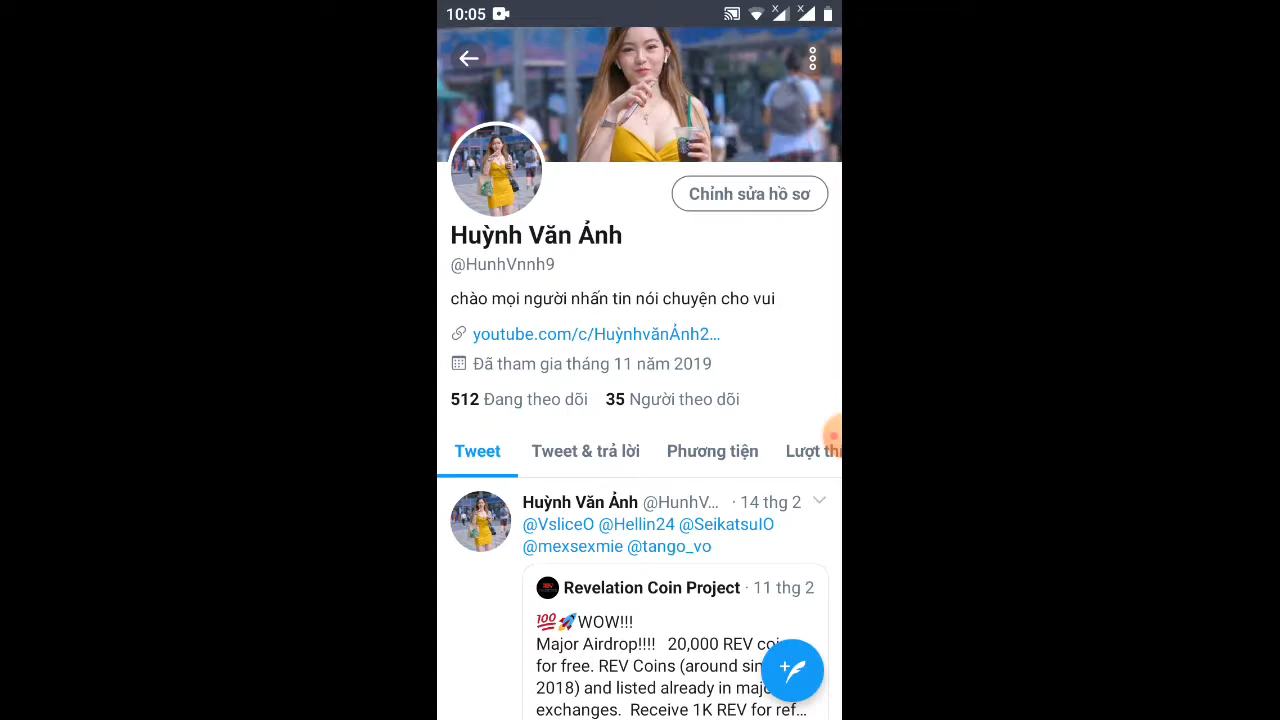 10:05
Chỉnh sửa hồ sơ
Huỳnh Văn Ảnh
@HunhVnnh9
chào mọi người nhấn tin nói chuyện cho vui
youtube.com/c/HuỳnhvănẢnh2...
Đã tham gia tháng 11 năm 2019
512 Đang theo dõi 35 Người theo dõi
Tweet Tweet & trả lời Phương tiện Lượt
Huỳnh Văn Ảnh @HunhV... · 14 thg 2
@VsliceO @Hellin24 @SeikatsuIO
@mexsexmie @tango_vo
Revelation Coin Project · 11 thg 2
💯🚀WOW!!!
Major Airdrop!!!! 20,000 REV
for free. REV Coins (around
2018) and listed already in
exchanges. Receive 1K REV for ref...